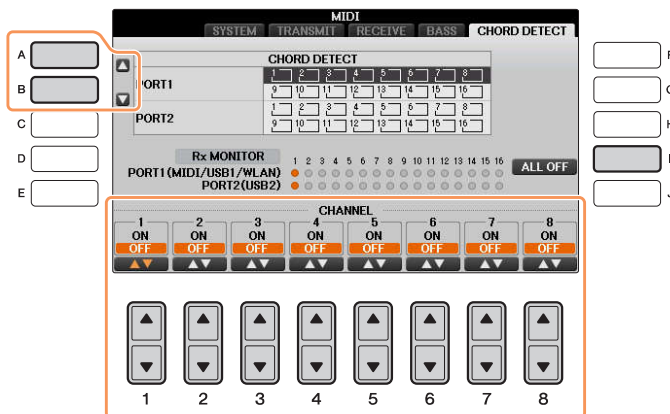 MIDI
SYSTEM TRANSMIT RECEIVE BASS CHORD DETECT
A
B
C
D
E
CHORD DETECT
PORT1
1 2 3 4 5 6 7 8
9 10 11 12 13 14 15 16
PORT2
1 2 3 4 5 6 7 8
9 10 11 12 13 14 15 16
Rx MONITOR 1 2 3 4 5 6 7 8 9 10 11 12 13 14 15 16
PORT1(MIDI/USB1/WLAN)
PORT2(USB2)
ALL OFF
CHANNEL
1 2 3 4 5 6 7 8
ON ON ON ON ON ON ON ON
OFF OFF OFF OFF OFF OFF OFF OFF
1 2 3 4 5 6 7 8